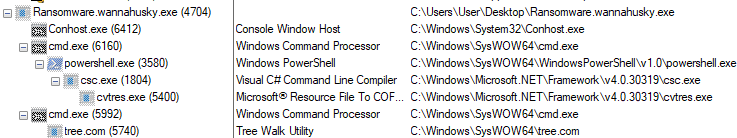 Ransomware.wannahusky.exe (4704) C:\Users\User\Desktop\Ransomware.wannahusky.exe
Conhost.exe (6412) Console Window Host C:\Windows\System32\Conhost.exe
cmd.exe (6160) Windows Command Processor C:\Windows\SysWOW64\cmd.exe
powershell.exe (3580) Windows PowerShell C:\Windows\SysWOW64\WindowsPowerShell\v1.0\powershell.exe
csc.exe (1804) Visual C# Command Line Compiler C:\Windows\Microsoft.NET\Framework\v4.0.30319\csc.exe
cvtres.exe (5400) Microsoft® Resource File To COF... C:\Windows\Microsoft.NET\Framework\v4.0.30319\cvtres.exe
cmd.exe (5992) Windows Command Processor C:\Windows\SysWOW64\cmd.exe
tree.com (5740) Tree Walk Utility C:\Windows\SysWOW64\tree.com